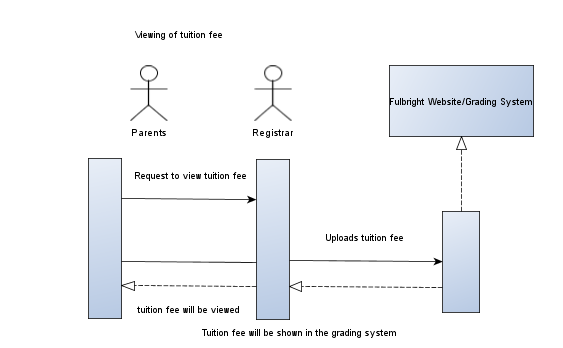 Viewing of tuition fee
Parents
Registrar
Fulbright Website/Grading System
Request to view tuition fee
Uploads tuition fee
tuition fee will be viewed
Tuition fee will be shown in the grading system